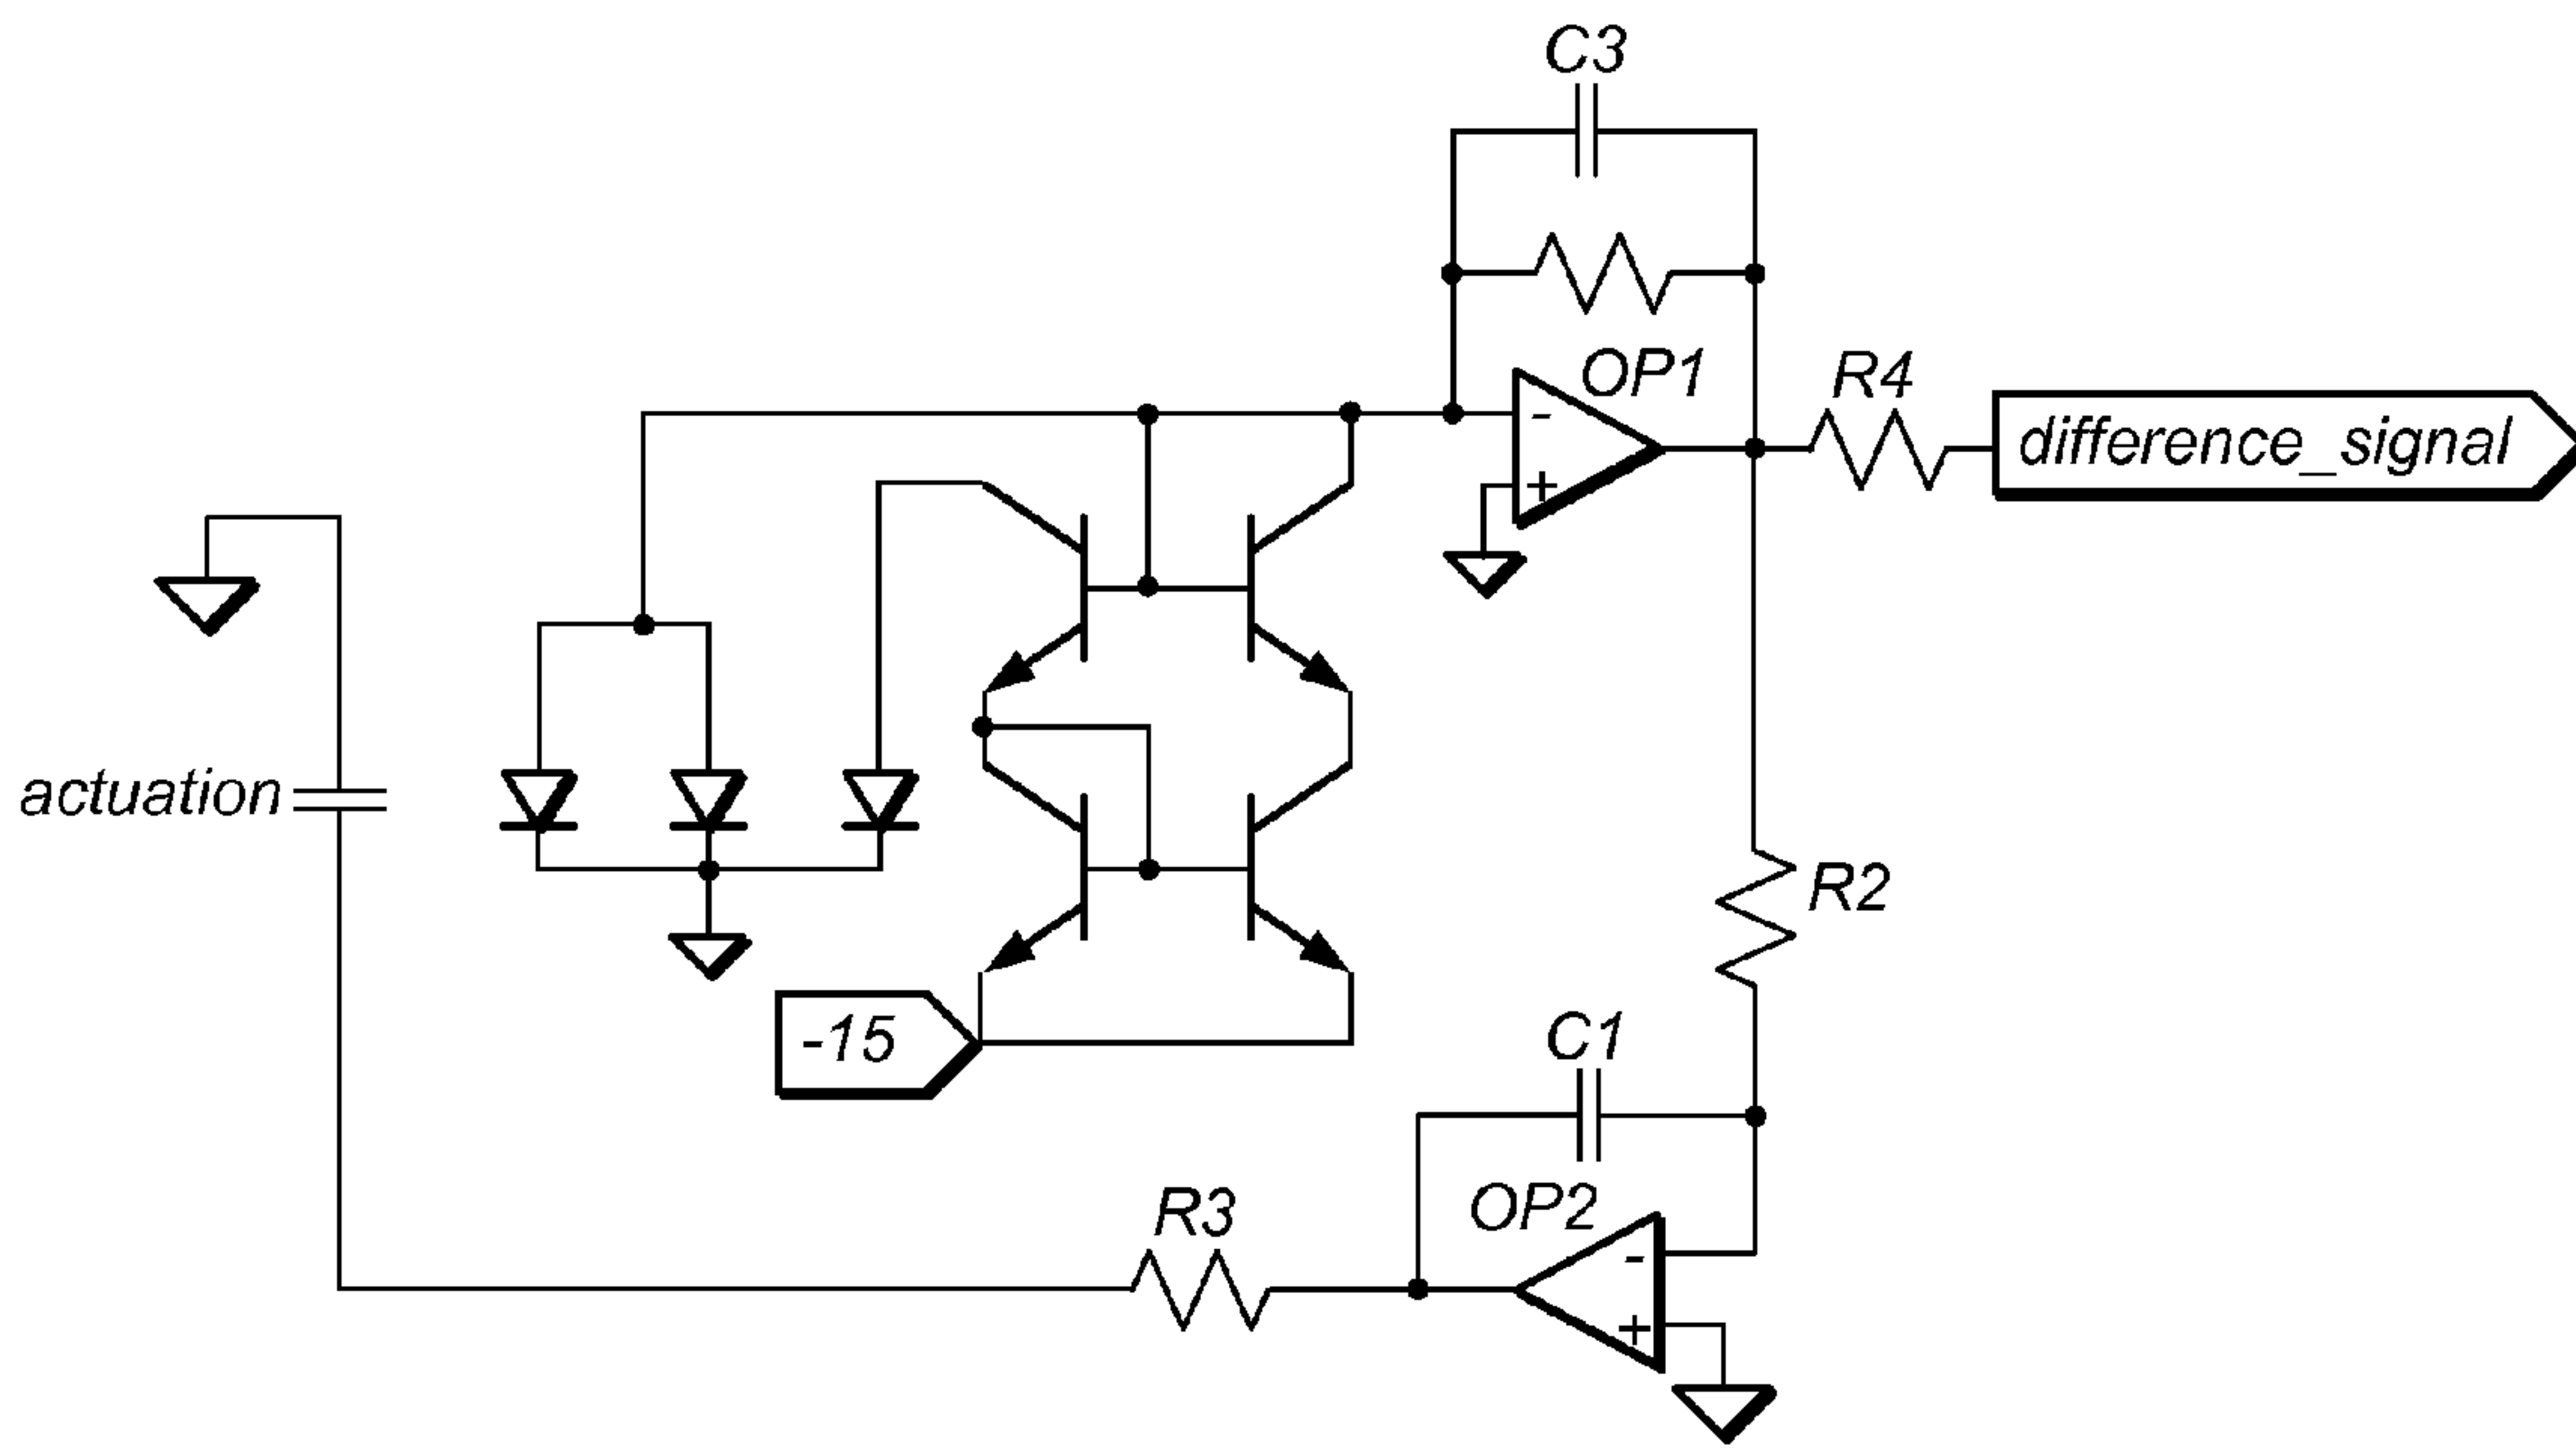 C3
OP1
-
+
R4
difference_signal
actuation
R2
-15
C1
OP2
-
+
R3